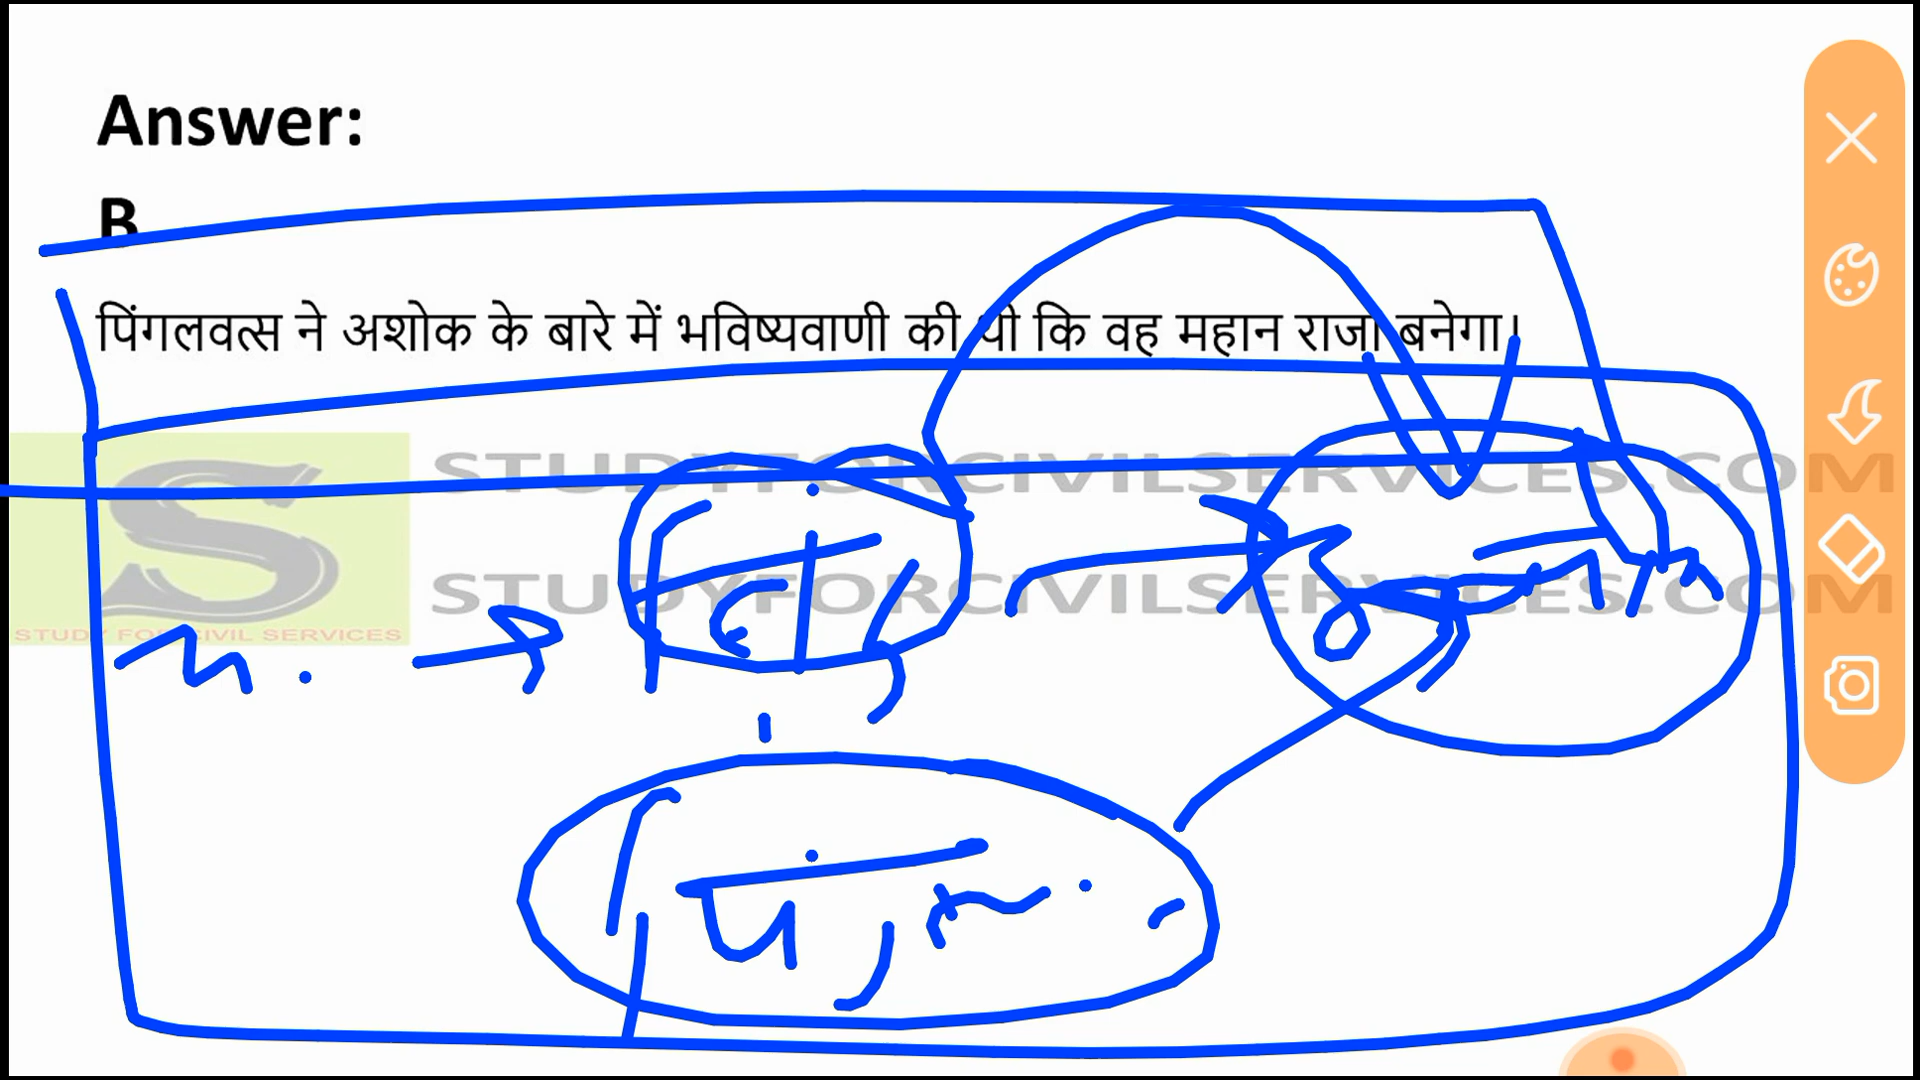 Answer:
B
पिंगलवत्स ने अशोक के बारे में भविष्यवाणी की थी कि वह महान राजा बनेगा।
STUDYFORCIVILSERVICES.COM
STUDYFORCIVILSERVICES.COM
STUDY FOR CIVIL SERVICES